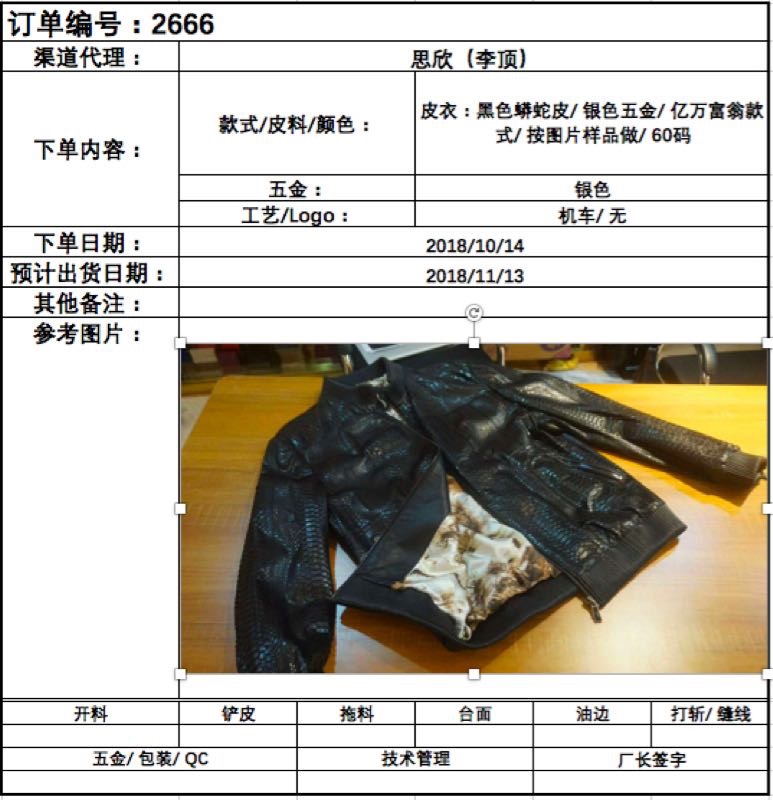 订单编号：2666
渠道代理： 思欣（李顶）
下单内容： 款式/皮料/颜色： 皮衣：黑色蟒蛇皮/ 银色五金/ 亿万富翁款
式/ 按图片样品做/ 60码
五金： 银色
工艺/Logo： 机车/ 无
下单日期： 2018/10/14
预计出货日期： 2018/11/13
其他备注：
参考图片：
开料 铲皮 拖料 台面 油边 打斩/ 缝线
五金/ 包装/ QC 技术管理 厂长签字